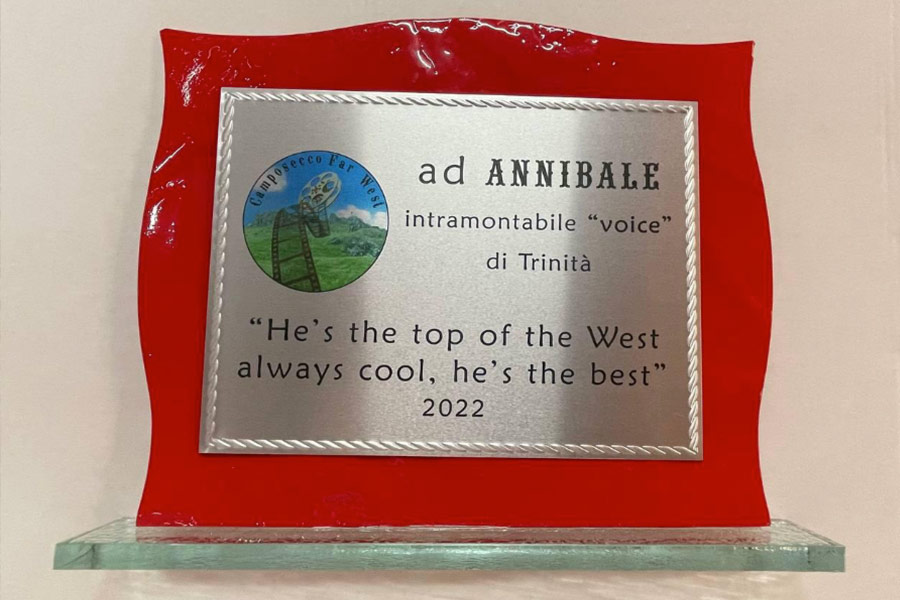 Camposecco Far West
ad ANNIBALE
intramontabile “voice”
di Trinità
“He’s the top of the West
always cool, he’s the best”
2022